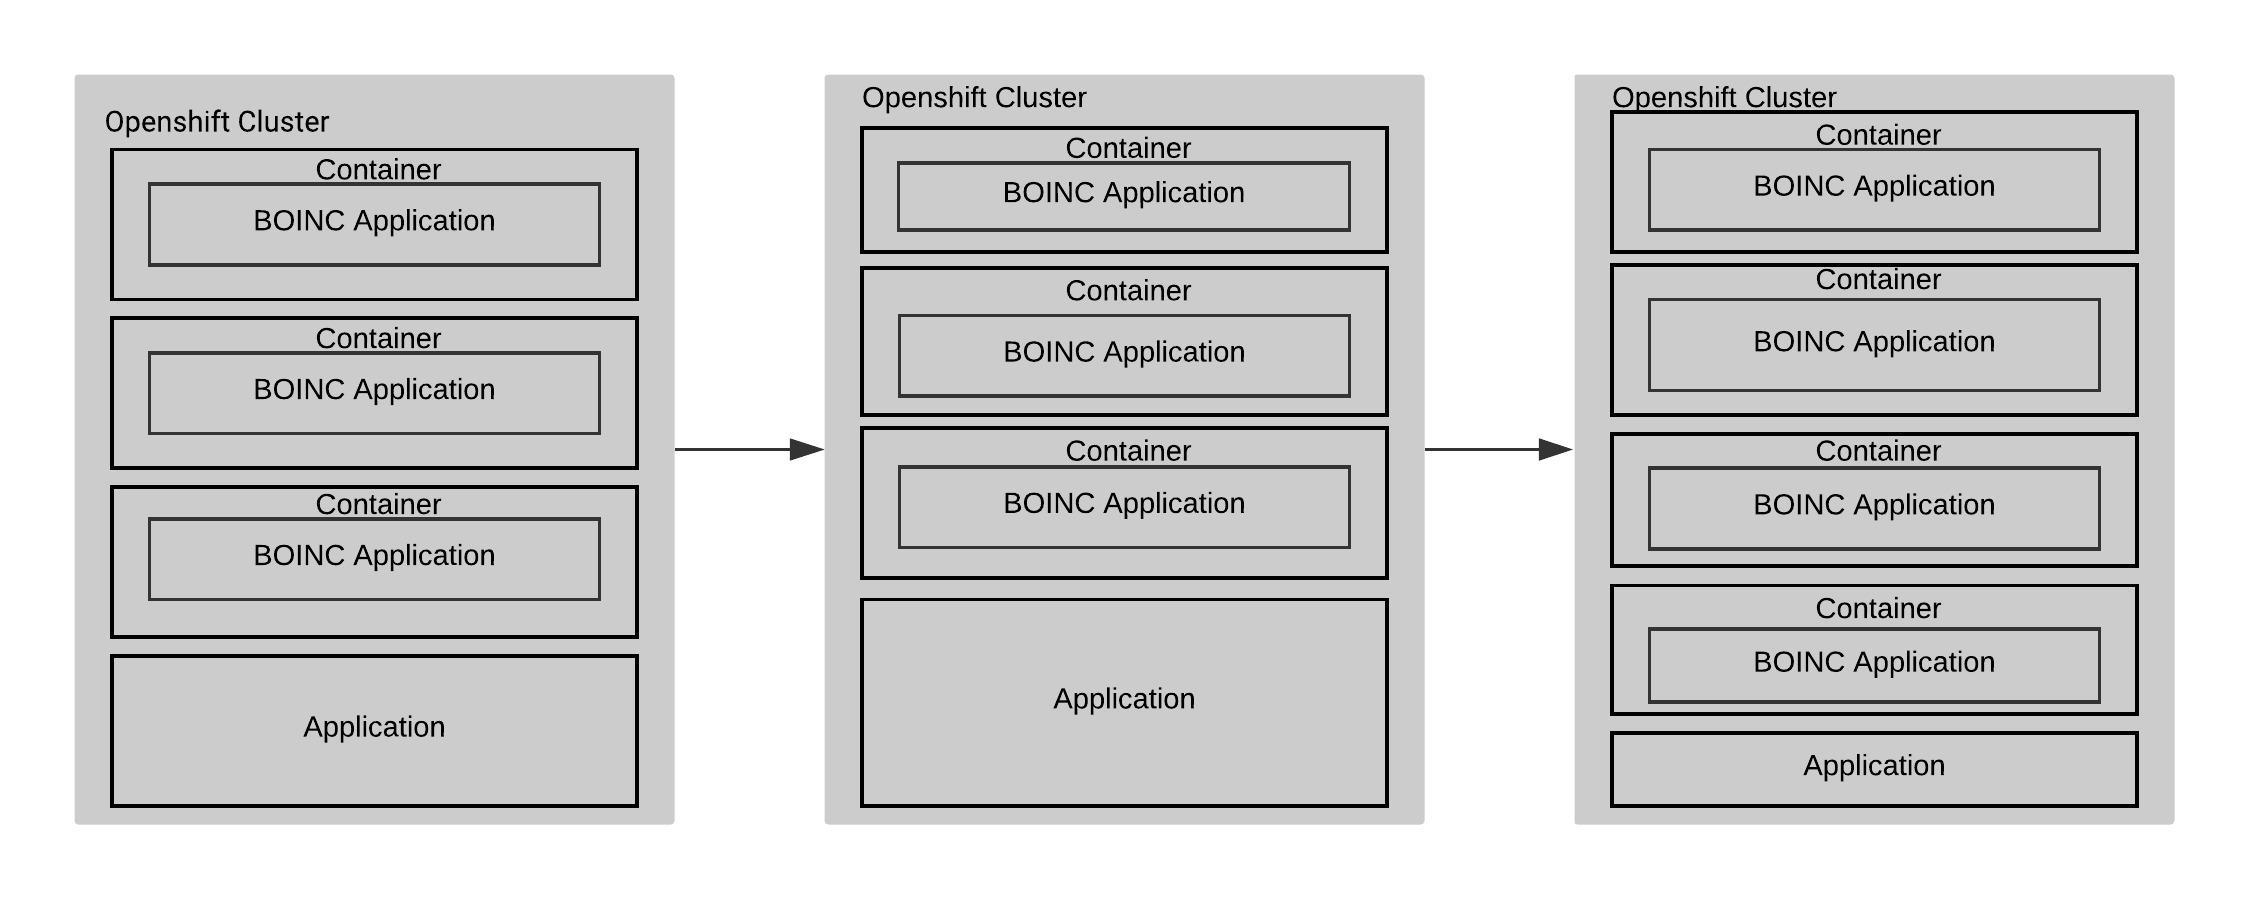 Openshift Cluster
Container
BOINC Application
Container
BOINC Application
Container
BOINC Application
Application
Openshift Cluster
Container
BOINC Application
Container
BOINC Application
Container
BOINC Application
Application
Openshift Cluster
Container
BOINC Application
Container
BOINC Application
Container
BOINC Application
Container
BOINC Application
Application